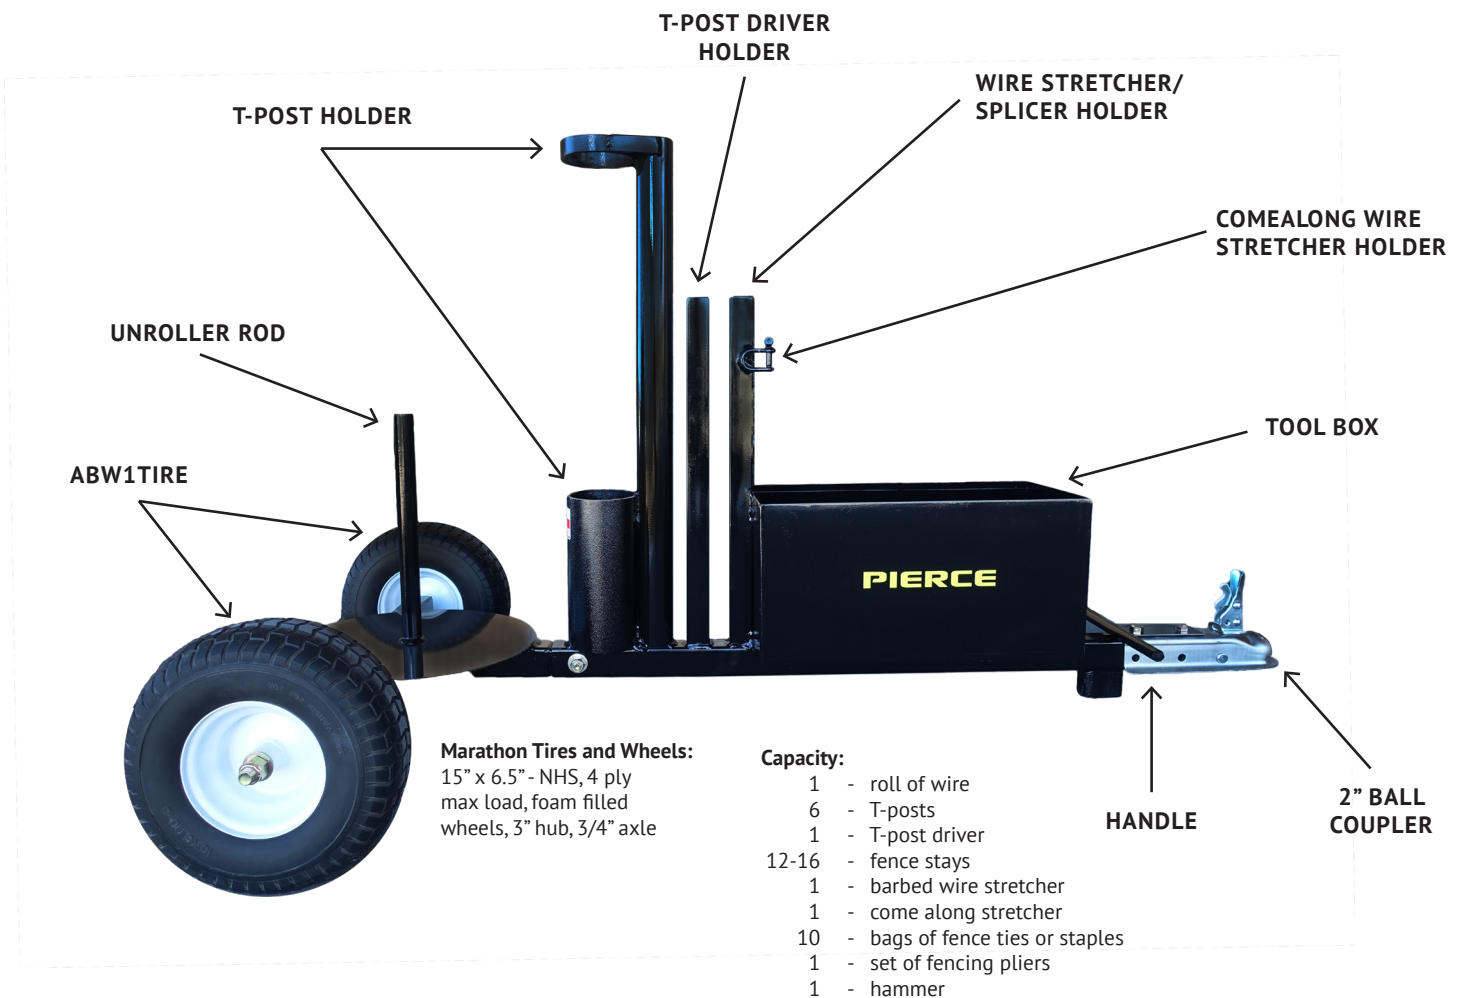 T-POST DRIVER
HOLDER
WIRE STRETCHER/
SPLICER HOLDER
T-POST HOLDER
COMEALONG WIRE
STRETCHER HOLDER
UNROLLER ROD
TOOL BOX
ABW1TIRE
PIERCE
Marathon Tires and Wheels:
15” x 6.5” - NHS, 4 ply
max load, foam filled
wheels, 3” hub, 3/4” axle
Capacity:
1 - roll of wire
6 - T-posts
1 - T-post driver
12-16 - fence stays
1 - barbed wire stretcher
1 - come along stretcher
10 - bags of fence ties or staples
1 - set of fencing pliers
1 - hammer
HANDLE
2” BALL
COUPLER